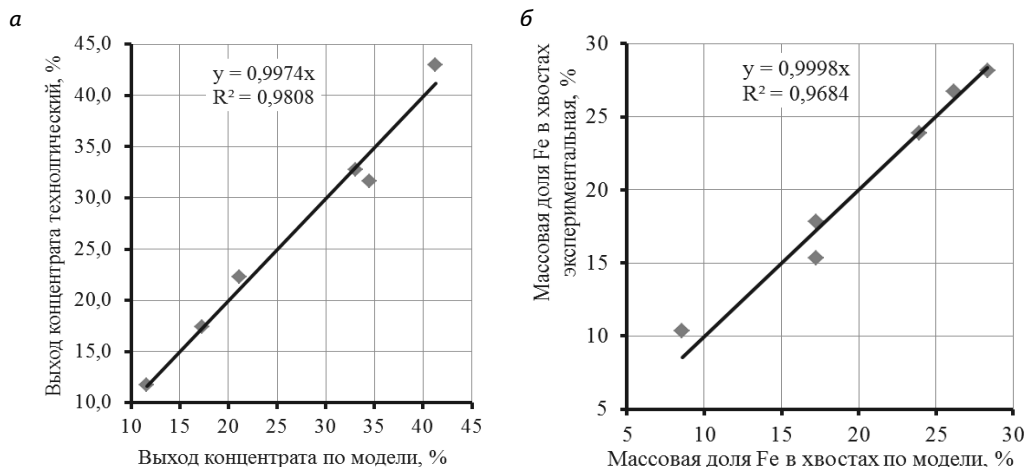 а
45,0
40,0
35,0
30,0
25,0
20,0
15,0
10,0
Выход концентрата технолгический, %
y = 0,9974x
R² = 0,9808
10 15 20 25 30 35 40 45
Выход концентрата по модели, %
б
30
25
20
15
10
5
Массовая доля Fe в хвостах
экспериментальная, %
y = 0,9998x
R² = 0,9684
5 10 15 20 25 30
Массовая доля Fe в хвостах по модели, %